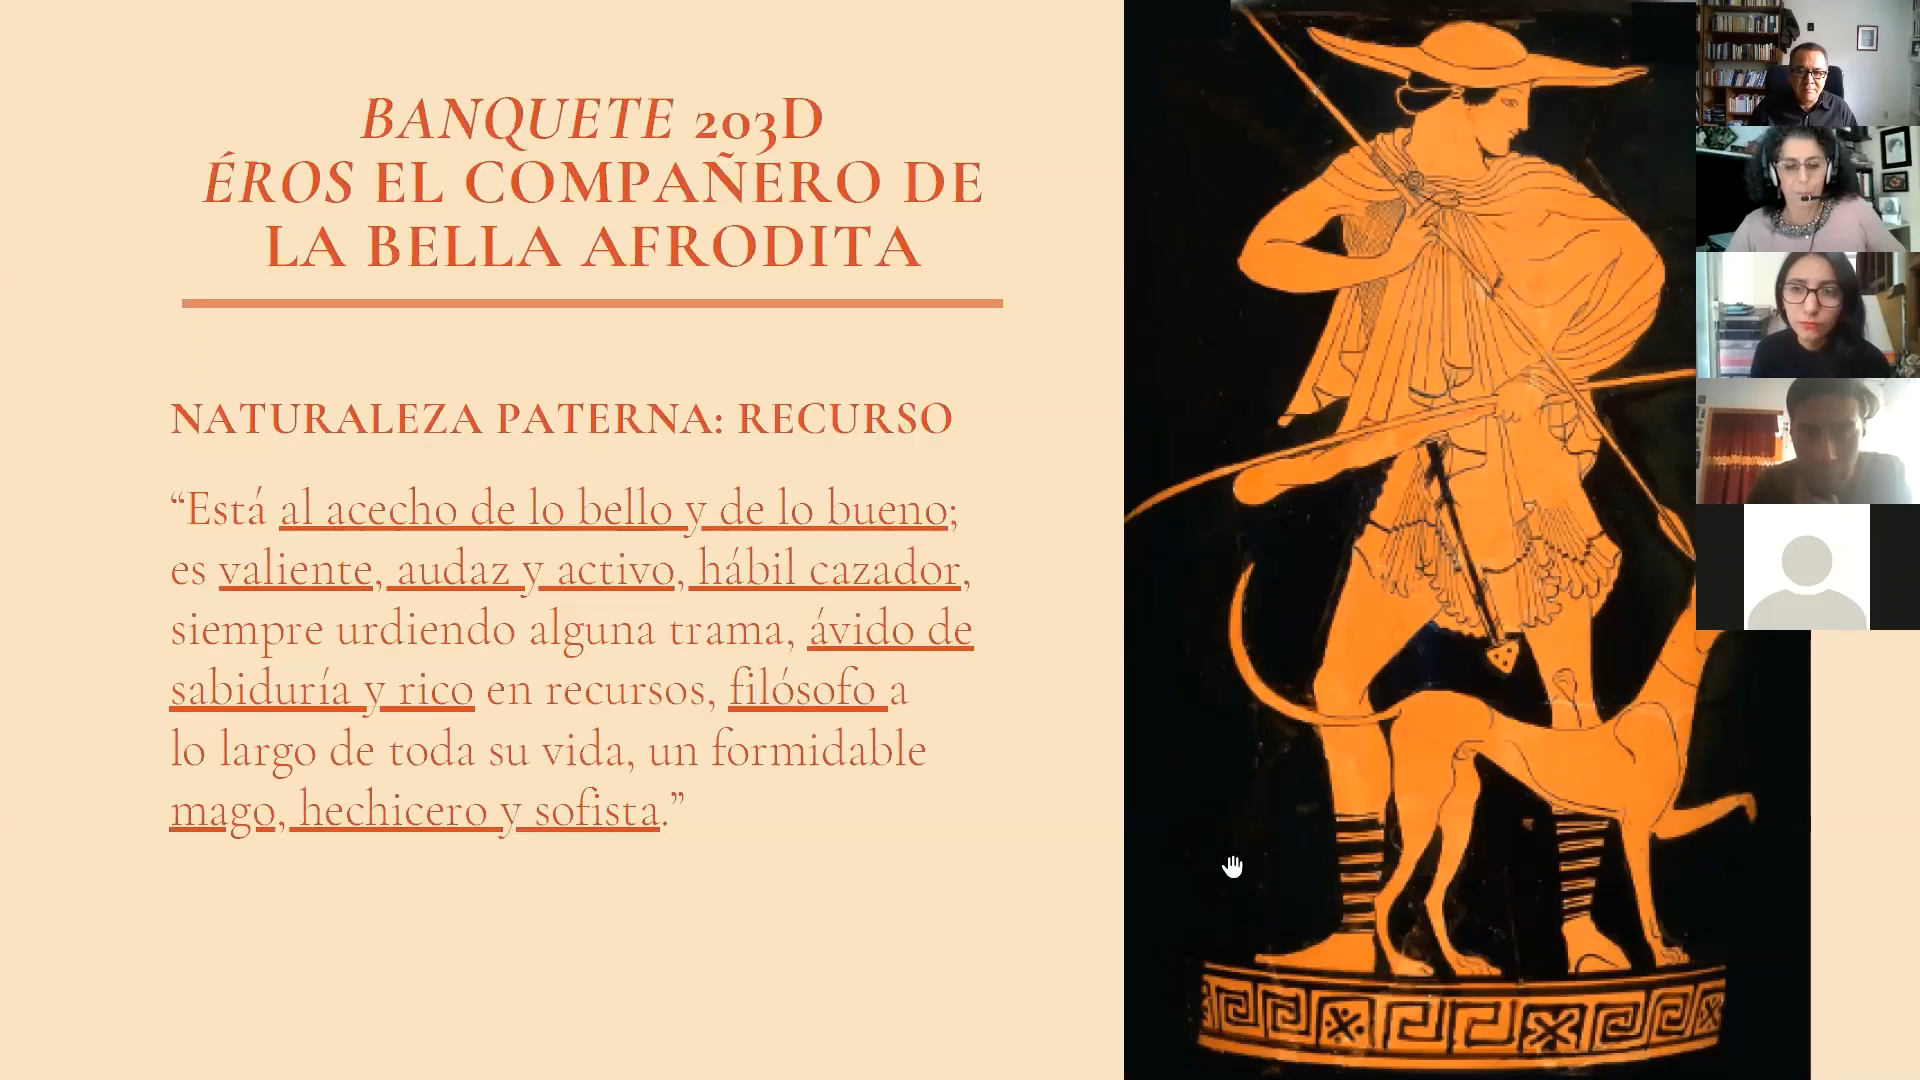 BANQUETE 203D
ÉROS EL COMPAÑERO DE
LA BELLA AFRODITA
NATURALEZA PATERNA: RECURSO
“Está al acecho de lo bello y de lo bueno;
es valiente, audaz y activo, hábil cazador,
siempre urdiendo alguna trama, ávido de
sabiduría y rico en recursos, filósofo a
lo largo de toda su vida, un formidable
mago, hechicero y sofista.”